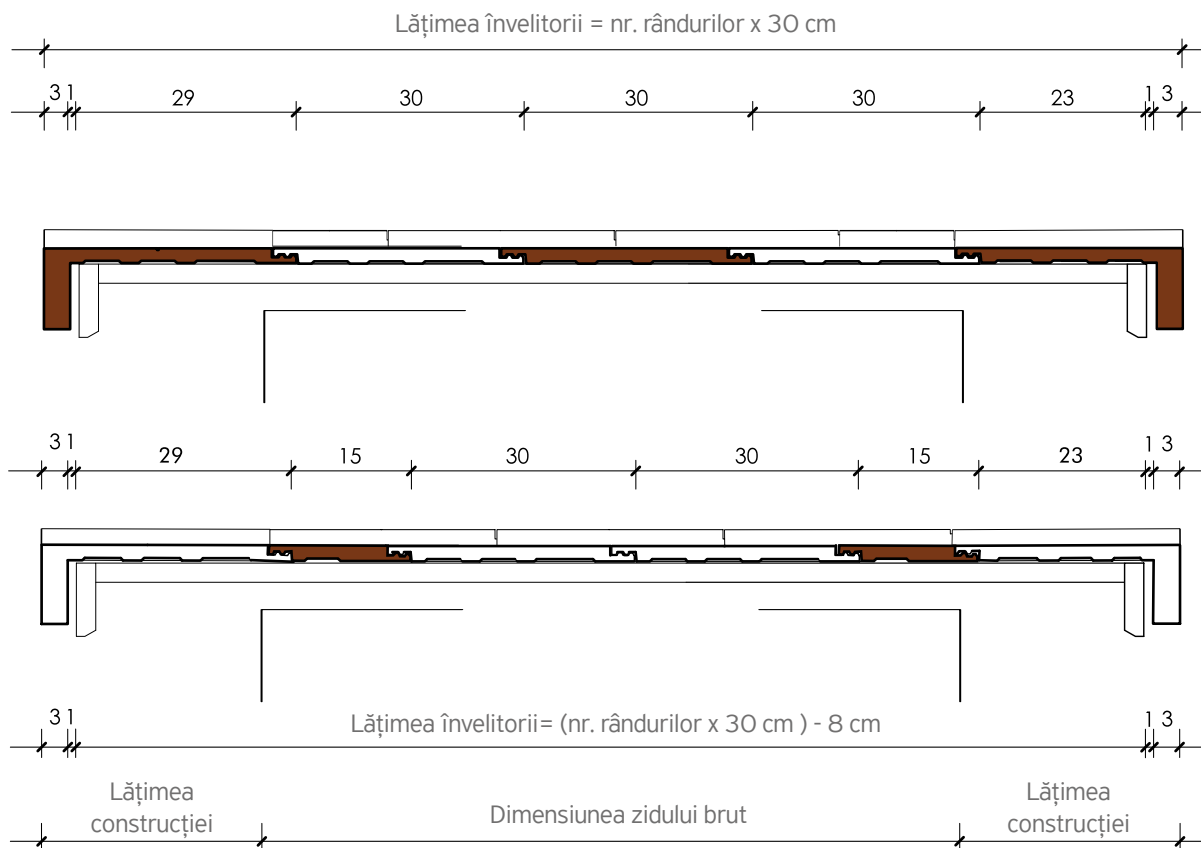 Lățimea învelitorii = nr. rândurilor x 30 cm
3 1 29 30 30 30 23 1 3
3 1 29 15 30 30 15 23 1 3
3 1 Lățimea învelitorii= (nr. rândurilor x 30 cm ) - 8 cm 1 3
Lățimea
construcției
Dimensiunea zidului brut
Lățimea
construcției